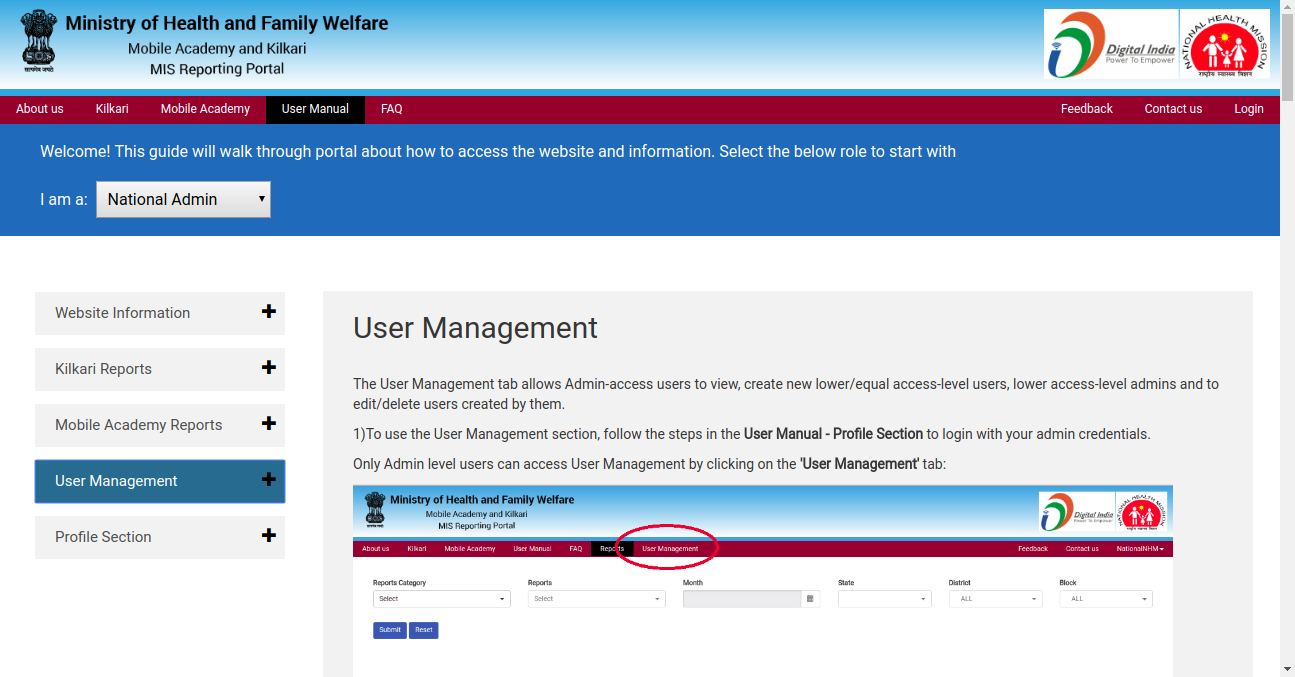 Ministry of Health and Family Welfare
Mobile Academy and Kilkari
MIS Reporting Portal
सत्यमेव जयते
Digital India
Power To Empower
NATIONAL HEALTH MISSION
राष्ट्रीय स्वास्थ्य मिशन
About us Kilkari Mobile Academy User Manual FAQ Feedback Contact us Login
Welcome! This guide will walk through portal about how to access the website and information. Select the below role to start with
I am a: National Admin
Website Information
Kilkari Reports
Mobile Academy Reports
User Management
Profile Section
User Management
The User Management tab allows Admin-access users to view, create new lower/equal access-level users, lower access-level admins and to
edit/delete users created by them.
1)To use the User Management section, follow the steps in the User Manual - Profile Section to login with your admin credentials.
Only Admin level users can access User Management by clicking on the 'User Management' tab:
Ministry of Health and Family Welfare
Mobile Academy and Kilkari
MIS Reporting Portal
Digital India
Power To Empower
NATIONAL HEALTH MISSION
About us Kilkari Mobile Academy User Manual FAQ Reports User Management Feedback Contact us NationalNHM
Reports Category Reports Month State District Block
Select Select ALL ALL
Submit Reset